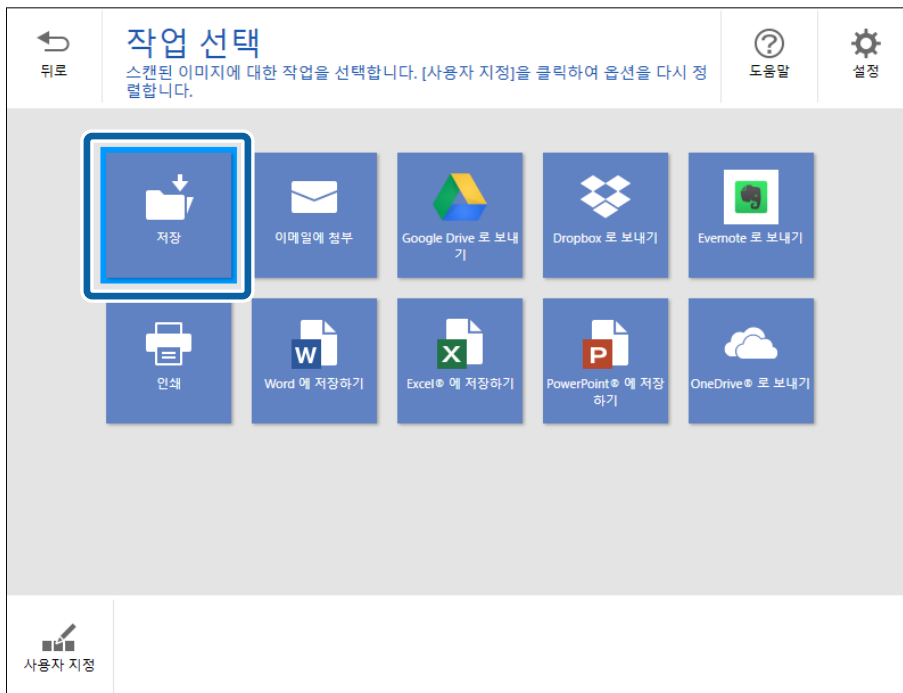 뒤로
작업 선택
스캔된 이미지에 대한 작업을 선택합니다. [사용자 지정]을 클릭하여 옵션을 다시 정
렬합니다.
도움말
설정
저장
이메일에 첨부
Google Drive 로 보내
기
Dropbox 로 보내기
Evernote 로 보내기
인쇄
W
Word 에 저장하기
X
Excel® 에 저장하기
P
PowerPoint® 에 저장
하기
OneDrive® 로 보내기
사용자 지정